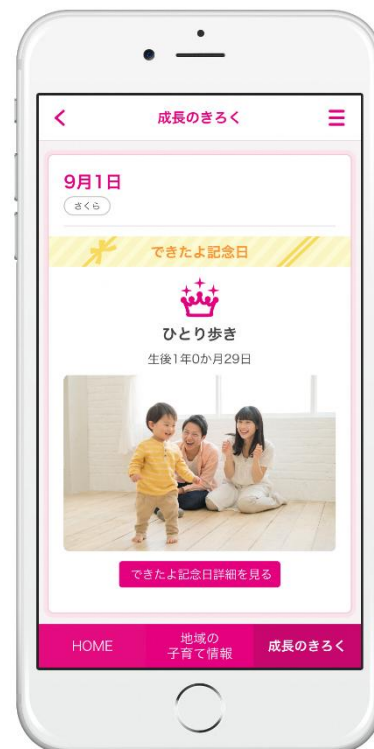 成長のきろく
9月1日
さくら
できたよ記念日
ひとり歩き
生後1年0か月29日
できたよ記念日詳細を見る
HOME
地域の
子育て情報
成長のきろく